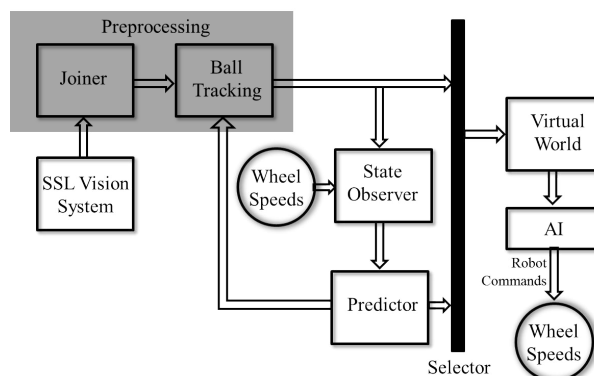 Preprocessing
Joiner
Ball
Tracking
SSL Vision
System
Wheel
Speeds
State
Observer
Predictor
Selector
Virtual
World
AI
Robot
Commands
Wheel
Speeds